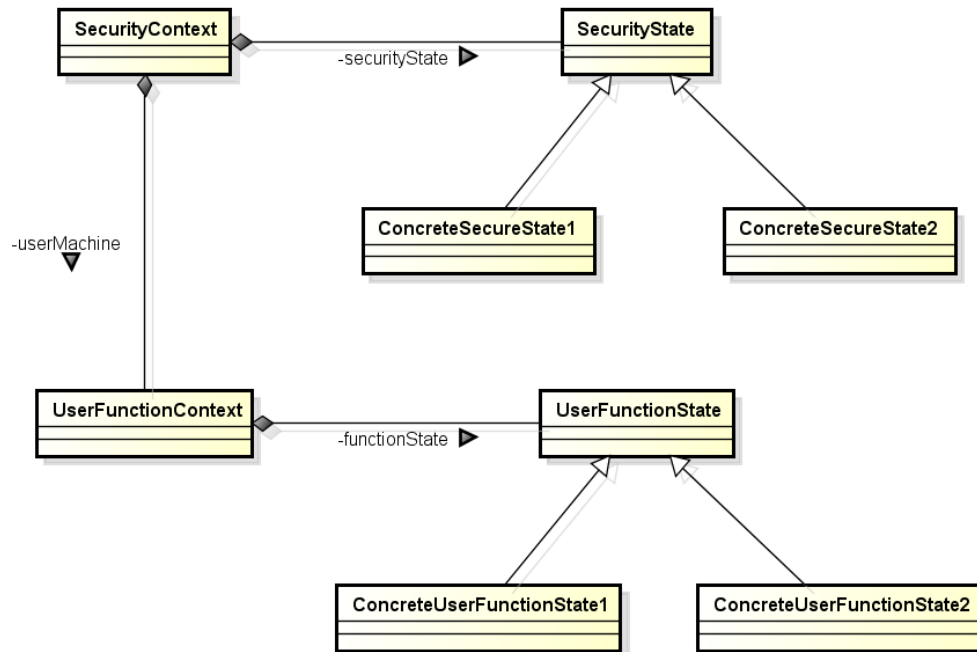 SecurityContext
SecurityState
-securityState
ConcreteSecureState1
ConcreteSecureState2
-userMachine
UserFunctionContext
UserFunctionState
-functionState
ConcreteUserFunctionState1
ConcreteUserFunctionState2